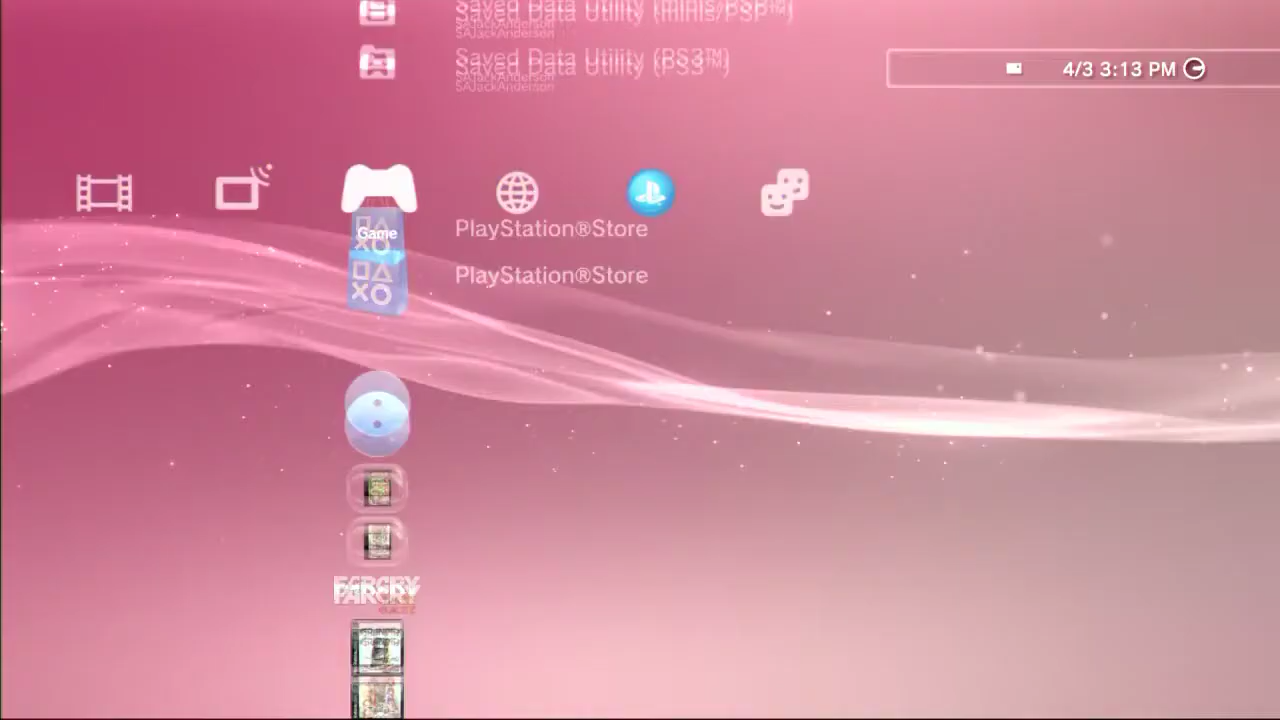 Saved Data Utility (minis/PSP™)
SAJackAnderson
Saved Data Utility (PS3™)
SAJackAnderson
4/3 3:13 PM
Game
PlayStation®Store
PlayStation®Store
FARCRY